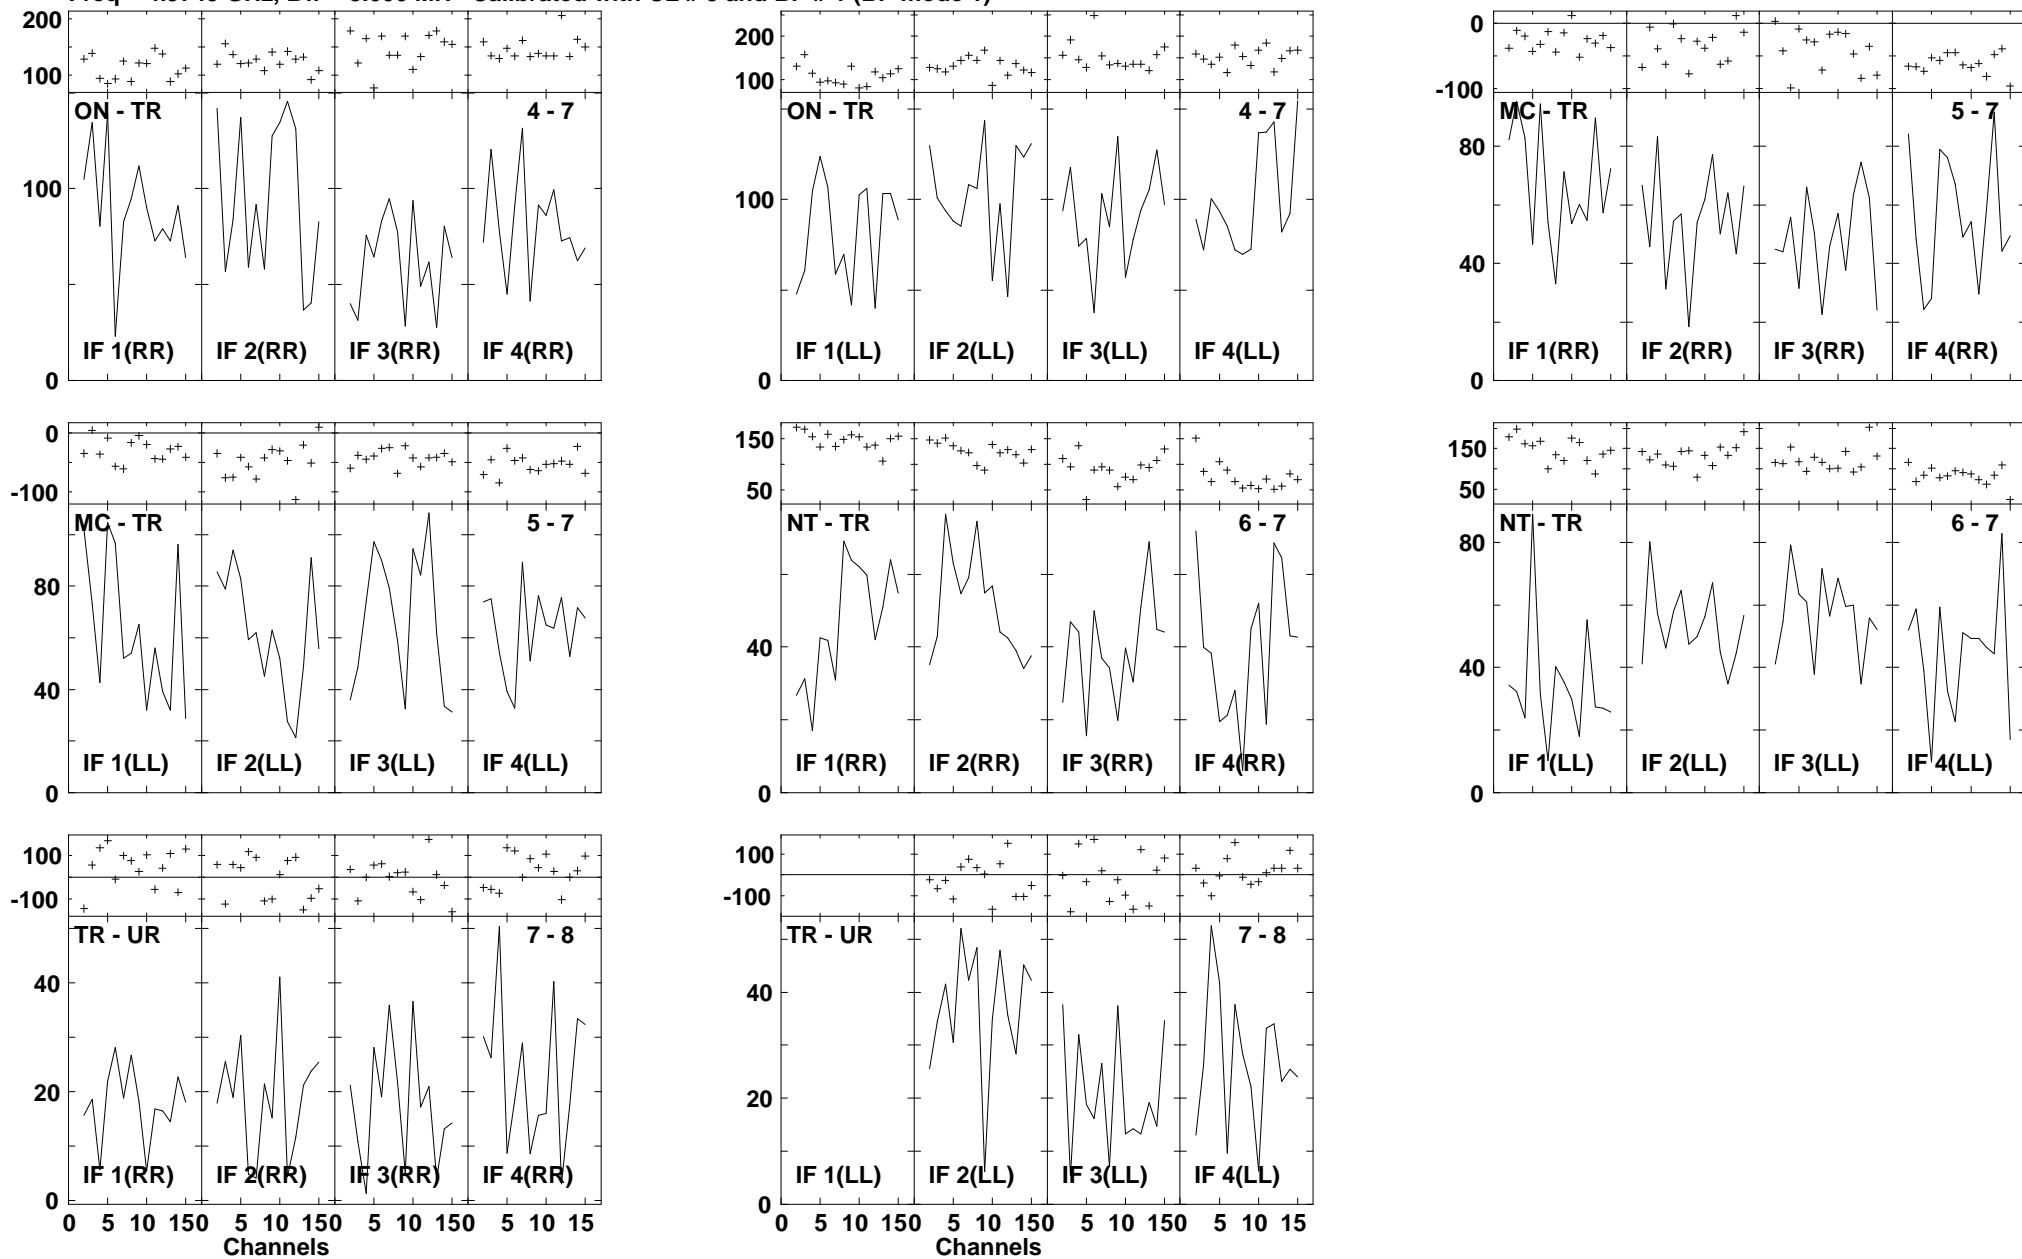 200
100
ON - TR 4 - 7
100
IF 1(RR) IF 2(RR) IF 3(RR) IF 4(RR)
0
200
100
ON - TR 4 - 7
100
IF 1(LL) IF 2(LL) IF 3(LL) IF 4(LL)
0
0
-100
MC - TR 5 - 7
80
40
IF 1(RR) IF 2(RR) IF 3(RR) IF 4(RR)
0
0
-100
MC - TR 5 - 7
80
40
IF 1(LL) IF 2(LL) IF 3(LL) IF 4(LL)
0
150
50
NT - TR 6 - 7
40
IF 1(RR) IF 2(RR) IF 3(RR) IF 4(RR)
0
150
50
NT - TR 6 - 7
80
40
IF 1(LL) IF 2(LL) IF 3(LL) IF 4(LL)
0
100
-100
TR - UR 7 - 8
40
20
IF 1(RR) IF 2(RR) IF 3(RR) IF 4(RR)
0
0 5 10 150 5 10 150 5 10 150 5 10 15
Channels
100
-100
TR - UR 7 - 8
40
20
IF 1(LL) IF 2(LL) IF 3(LL) IF 4(LL)
0
0 5 10 150 5 10 150 5 10 150 5 10 15
Channels